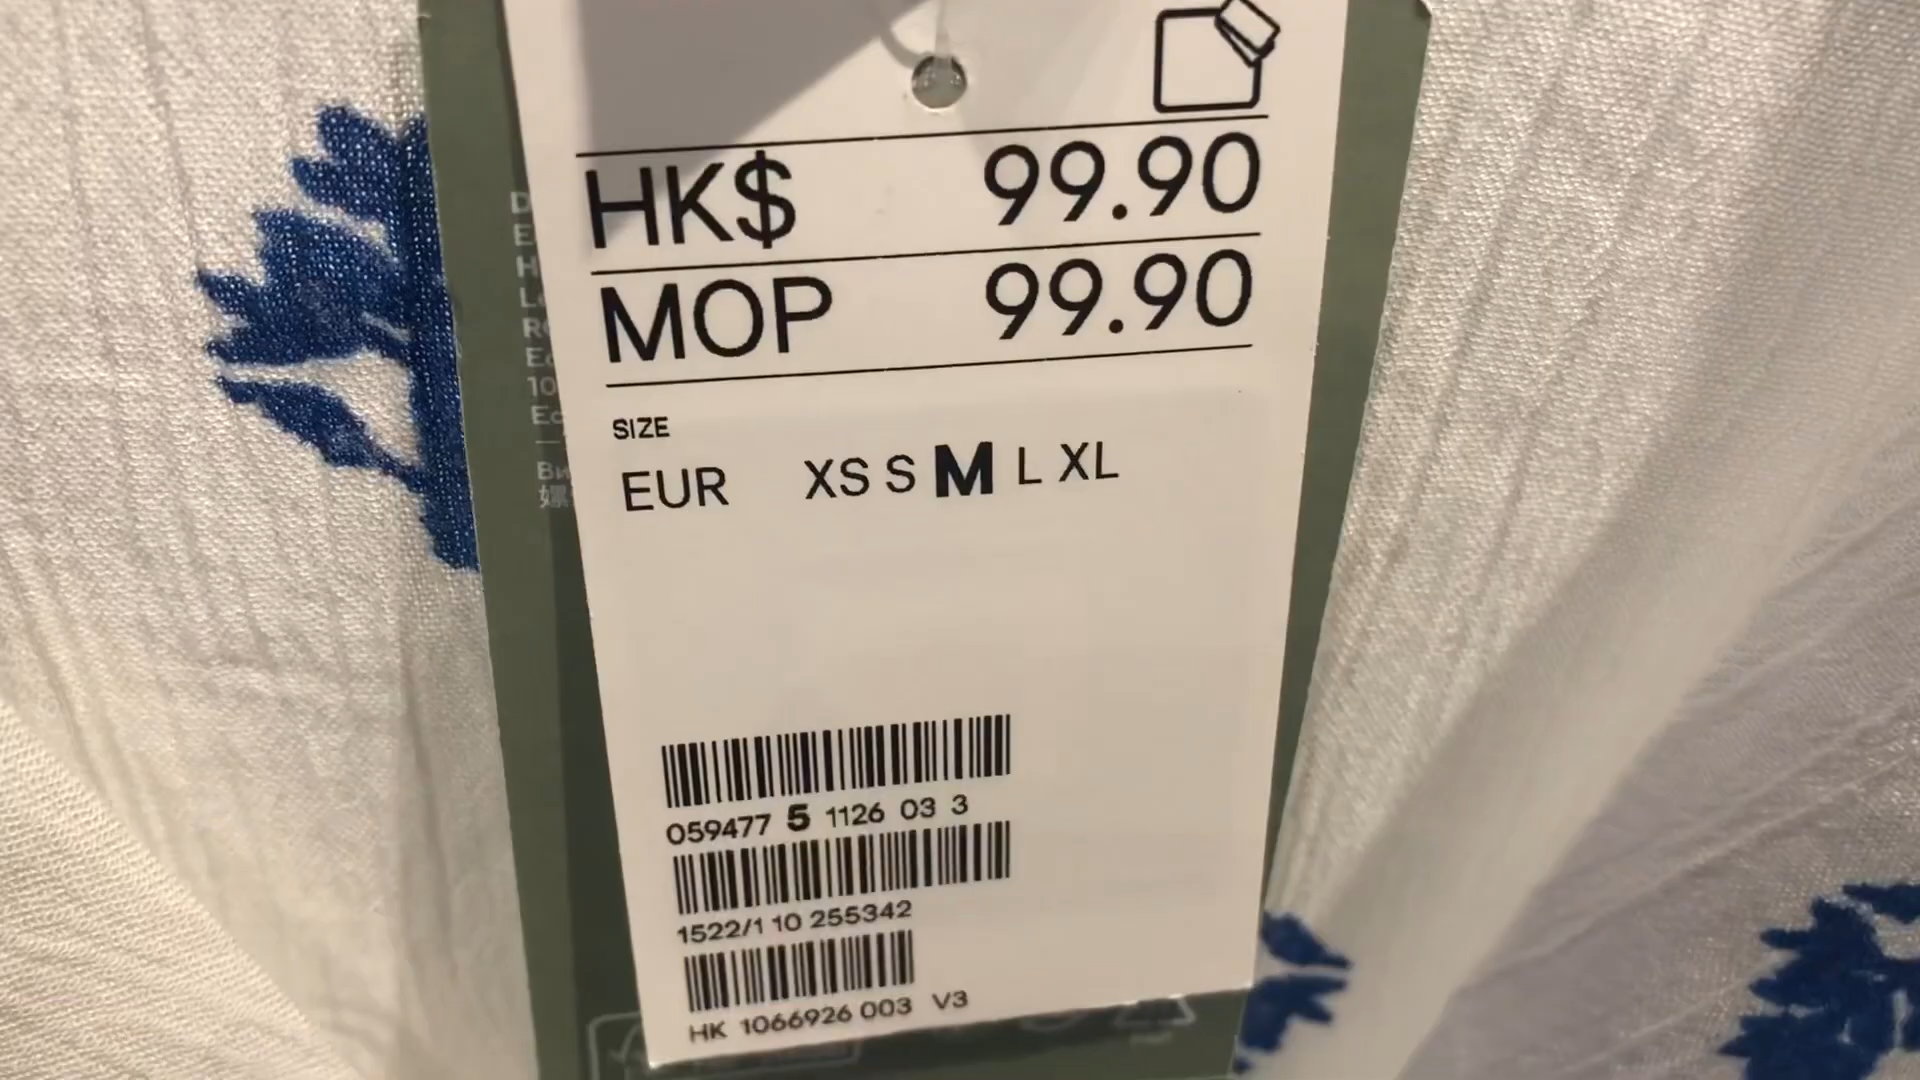 HK$ 99.90
MOP 99.90
SIZE
EUR XS S M L XL
059477 5 1126 03 3
1522/1 10 255342
HK 1066926 003 V3